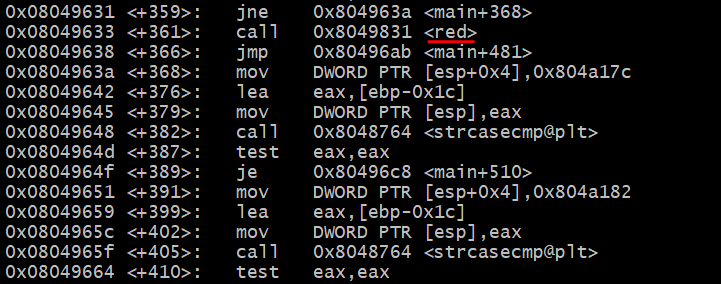 0x08049631 <+359>: jne 0x804963a <main+368>
0x08049633 <+361>: call 0x8049831 <red>
0x08049638 <+366>: jmp 0x80496ab <main+481>
0x0804963a <+368>: mov DWORD PTR [esp+0x4],0x804a17c
0x08049642 <+376>: lea eax,[ebp-0x1c]
0x08049645 <+379>: mov DWORD PTR [esp],eax
0x08049648 <+382>: call 0x8048764 <strcasecmp@plt>
0x0804964d <+387>: test eax,eax
0x0804964f <+389>: je 0x80496c8 <main+510>
0x08049651 <+391>: mov DWORD PTR [esp+0x4],0x804a182
0x08049659 <+399>: lea eax,[ebp-0x1c]
0x0804965c <+402>: mov DWORD PTR [esp],eax
0x0804965f <+405>: call 0x8048764 <strcasecmp@plt>
0x08049664 <+410>: test eax,eax